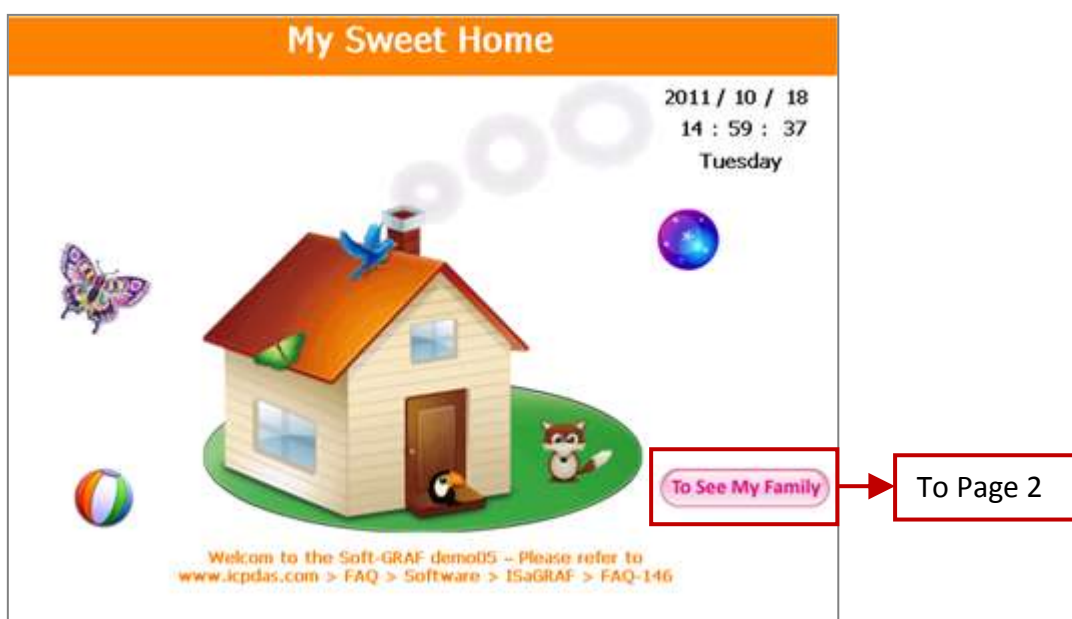 My Sweet Home
2011 / 10 / 18
14 : 59 : 37
Tuesday
To See My Family
To Page 2
Welcom to the Soft-GRAF demo05 – Please refer to
www.icpdas.com > FAQ > Software > ISaGRAF > FAQ-146